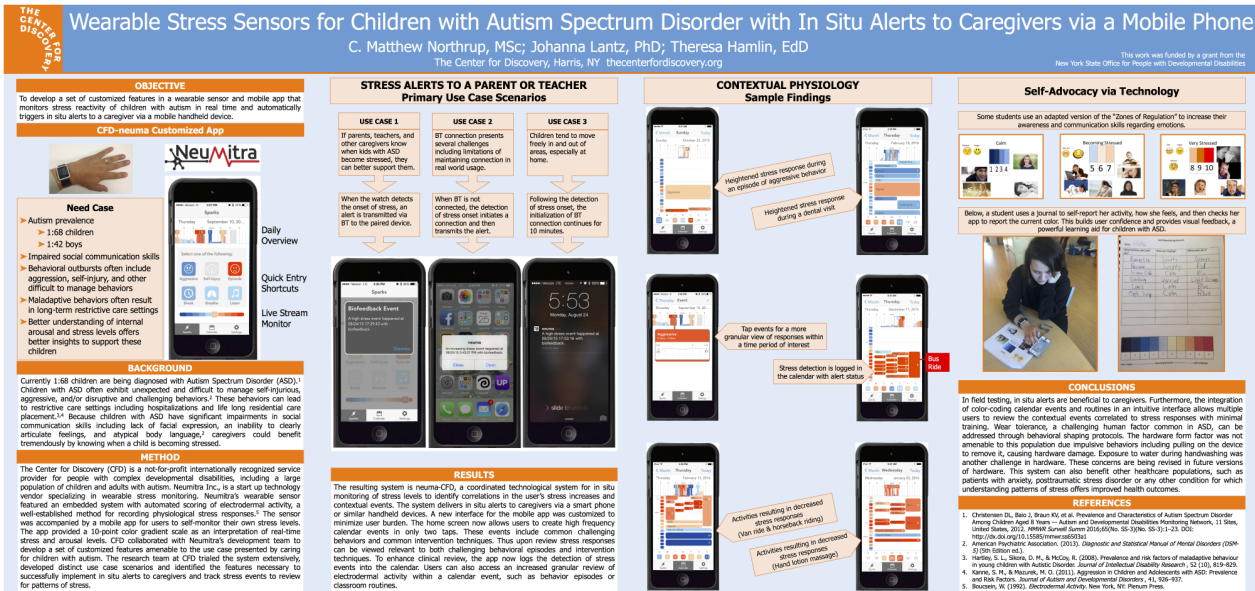 THE
CENTER FOR
DISCOVERY
Wearable Stress Sensors for Children with Autism Spectrum Disorder with In Situ Alerts to Caregivers via a Mobile Phone
C. Matthew Northrup, MSc; Johanna Lantz, PhD; Theresa Hamlin, EdD
The Center for Discovery, Harris, NY thecenterfordiscovery.org
This work was funded by a grant from the
New York State Office for People with Developmental Disabilities
OBJECTIVE
To develop a set of customized features in a wearable sensor and mobile app that
monitors stress reactivity of children with autism in real time and automatically
triggers in situ alerts to a caregiver via a mobile handheld device.
CFD-neuma Customized App
NeuMitra
Need Case
➤ Autism prevalence
➤ 1:68 children
➤ 1:42 boys
➤ Impaired social communication skills
➤ Behavioral outbursts often include
aggression, self-injury, and other
difficult to manage behaviors
➤ Maladaptive behaviors often result
in long-term restrictive care settings
➤ Better understanding of internal
arousal and stress levels offers
better insights to support these
children
Sparks
Thursday September 10, 20...
Select one of the following:
Aggression Self-Injury Episode
Break Breathe Listen
Daily
Overview
Quick Entry
Shortcuts
Live Stream
Monitor
BACKGROUND
Currently 1:68 children are being diagnosed with Autism Spectrum Disorder (ASD).1
Children with ASD often exhibit unexpected and difficult to manage self-injurious,
aggressive, and/or disruptive and challenging behaviors.2 These behaviors can lead
to restrictive care settings including hospitalizations and life long residential care
placement.3,4 Because children with ASD have significant impairments in social
communication skills including lack of facial expression, an inability to clearly
articulate feelings, and atypical body language,2 caregivers could benefit
tremendously by knowing when a child is becoming stressed.
METHOD
The Center for Discovery (CFD) is a not-for-profit internationally recognized service
provider for people with complex developmental disabilities, including a large
population of children and adults with autism. Neumitra Inc., is a start up technology
vendor specializing in wearable stress monitoring. Neumitra's wearable sensor
featured an embedded system with automated scoring of electrodermal activity, a
well-established method for recording physiological stress responses.5 The sensor
was accompanied by a mobile app for users to self-monitor their own stress levels.
The app provided a 10-point color gradient scale as an interpretation of real-time
stress and arousal levels. CFD collaborated with Neumitra's development team to
develop a set of customized features amenable to the use case presented by caring
for children with autism. The research team at CFD trialed the system extensively,
developed distinct use case scenarios and identified the features necessary to
successfully implement in situ alerts to caregivers and track stress events to review
for patterns of stress.
STRESS ALERTS TO A PARENT OR TEACHER
Primary Use Case Scenarios
USE CASE 1
If parents, teachers, and
other caregivers know
when kids with ASD
become stressed, they
can better support them.
When the watch detects
the onset of stress, an
alert is transmitted via
BT to the paired device.
USE CASE 2
BT connection presents
several challenges
including limitations of
maintaining connection in
real world usage.
When BT is not
connected, the detection
of stress onset initiates a
connection and then
transmits the alert.
USE CASE 3
Children tend to move
freely in and out of
areas, especially at
home.
Following the detection
of stress onset, the
initialization of BT
connection continues for
10 minutes.
Sparks
Biofeedback Event
neuma
Close Open
5:53
Monday, August 24
RESULTS
The resulting system is neuma-CFD, a coordinated technological system for in situ
monitoring of stress levels to identify correlations in the user's stress increases and
contextual events. The system delivers in situ alerts to caregivers via a smart phone
or similar handheld devices. A new interface for the mobile app was customized to
minimize user burden. The home screen now allows users to create high frequency
calendar events in only two taps. These events include common challenging
behaviors and common intervention techniques. Thus upon review stress responses
can be viewed relevant to both challenging behavioral episodes and intervention
techniques. To enhance clinical review, the app now logs the detection of stress
events into the calendar. Users can also access an increased granular review of
electrodermal activity within a calendar event, such as behavior episodes or
classroom routines.
CONTEXTUAL PHYSIOLOGY
Sample Findings
Heightened stress response during
an episode of aggressive behavior
Heightened stress response
during a dental visit
Tap events for a more
granular view of responses within
a time period of interest
Stress detection is logged in
the calendar with alert status
Bus
Ride
Activities resulting in decreased
stress responses
(Van ride & horseback riding)
Activities resulting in decreased
stress responses
(Hand lotion massage)
Self-Advocacy via Technology
Some students use an adapted version of the "Zones of Regulation" to increase their
awareness and communication skills regarding emotions.
Calm
1 2 3 4
Becoming Stressed
5 6 7
Very Stressed
8 9 10
Below, a student uses a journal to self-report her activity, how she feels, and then checks her
app to report the current color. This builds user confidence and provides visual feedback, a
powerful learning aid for children with ASD.
CONCLUSIONS
In field testing, in situ alerts are beneficial to caregivers. Furthermore, the integration
of color-coding calendar events and routines in an intuitive interface allows multiple
users to review the contextual events correlated to stress responses with minimal
training. Wear tolerance, a challenging human factor common in ASD, can be
addressed through behavioral shaping protocols. The hardware form factor was not
amenable to this population due impulsive behaviors including pulling on the device
to remove it, causing hardware damage. Exposure to water during handwashing was
another challenge in hardware. These concerns are being revised in future versions
of hardware. This system can also benefit other healthcare populations, such as
patients with anxiety, posttraumatic stress disorder or any other condition for which
understanding patterns of stress offers improved health outcomes.
REFERENCES
1. Christensen DL, Baio J, Braun KV, et al. Prevalence and Characteristics of Autism Spectrum Disorder
Among Children Aged 8 Years — Autism and Developmental Disabilities Monitoring Network, 11 Sites,
United States, 2012. MMWR Surveill Summ 2016;65(No. SS-3)(No. SS-3):1–23. DOI:
http://dx.doi.org/10.15585/mmwr.ss6503a1
2. American Psychiatric Association. (2013). Diagnostic and Statistical Manual of Mental Disorders (DSM-
5) (5th Edition ed.).
3. Hartley, S. L., Sikora, D. M., & McCoy, R. (2008). Prevalence and risk factors of maladaptive behaviour
in young children with Autistic Disorder. Journal of Intellectual Disability Research , 52 (10), 819–829.
4. Kanne, S. M., & Mazurek, M. O. (2011). Aggression in Children and Adolescents with ASD: Prevalence
and Risk Factors. Journal of Autism and Developmental Disorders , 41, 926–937.
5. Boucsein, W. (1992). Electrodermal Activity. New York, NY: Plenum Press.